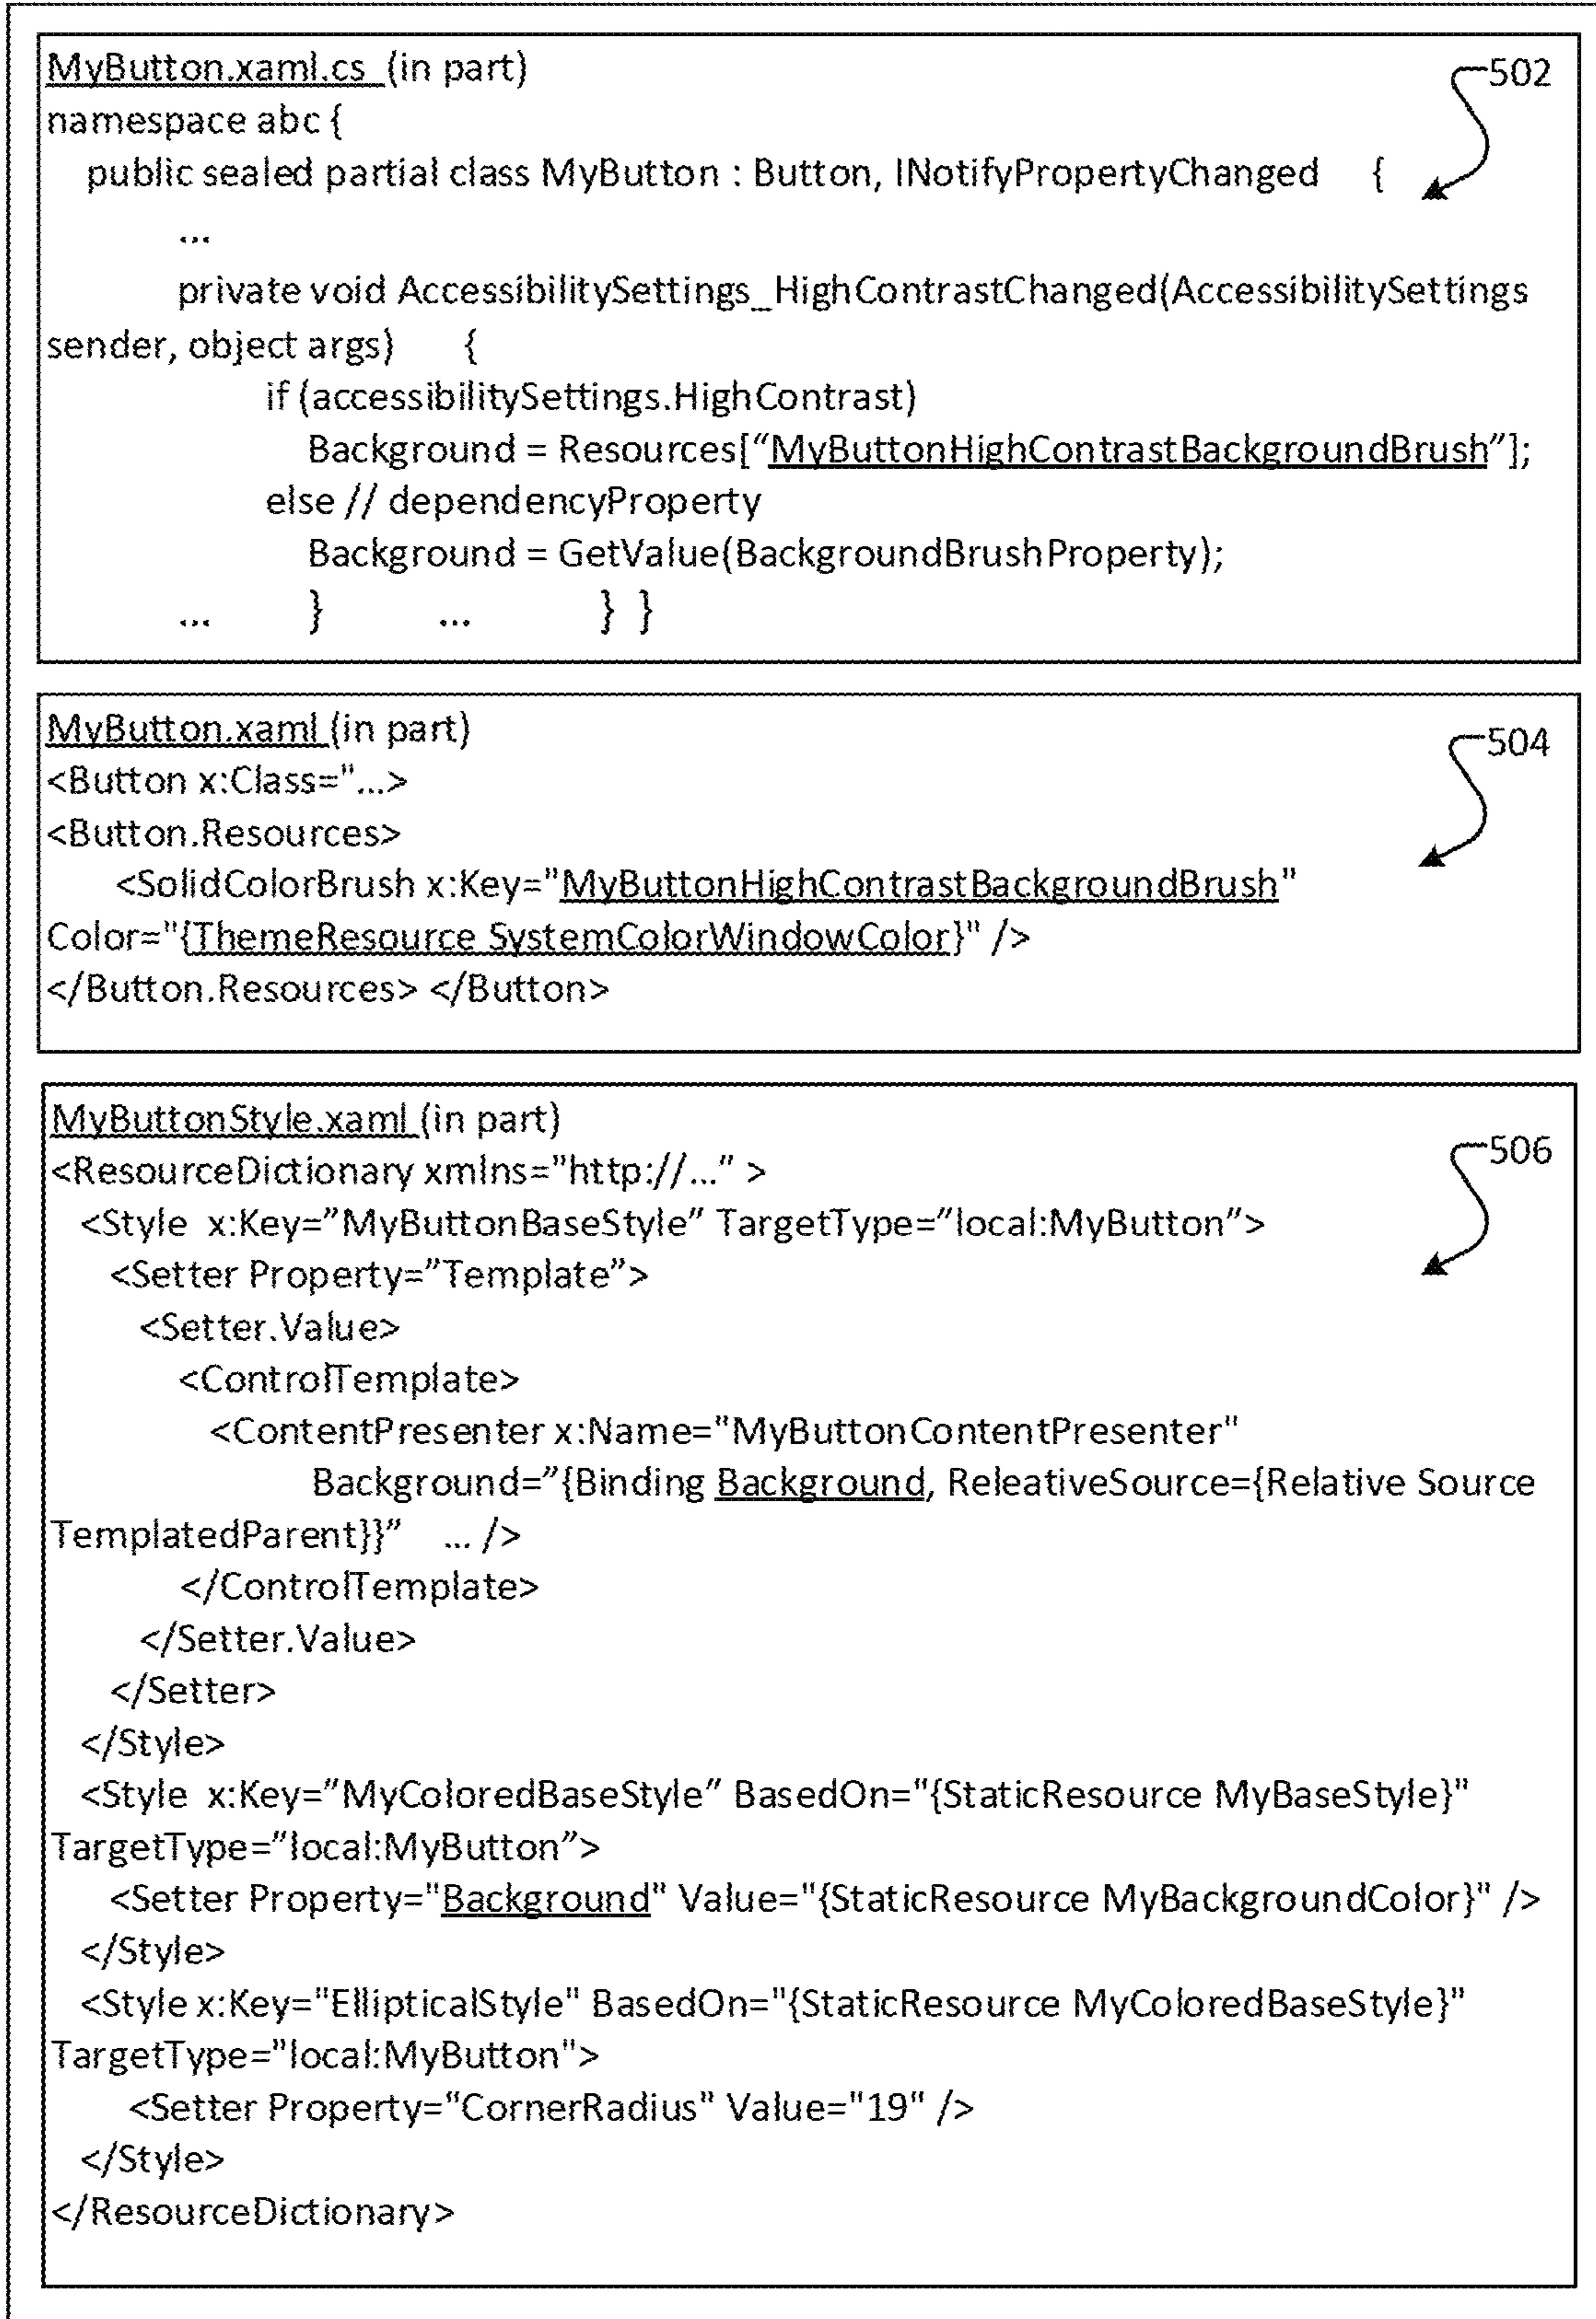 MyButton.xaml.cs (in part)
502
namespace abc {
public sealed partial class MyButton : Button, INotifyPropertyChanged {
...
private void AccessibilitySettings_HighContrastChanged(AccessibilitySettings
sender, object args) {
if (accessibilitySettings.HighContrast)
Background = Resources["MyButtonHighContrastBackgroundBrush"];
else // dependencyProperty
Background = GetValue(BackgroundBrushProperty);
... } ... } }
MyButton.xaml (in part)
504
<Button x:Class="...>
<Button.Resources>
<SolidColorBrush x:Key="MyButtonHighContrastBackgroundBrush"
Color="{ThemeResource SystemColorWindowColor}" />
</Button.Resources> </Button>
MyButtonStyle.xaml (in part)
506
<ResourceDictionary xmlns="http://..." >
<Style x:Key="MyButtonBaseStyle" TargetType="local:MyButton">
<Setter Property="Template">
<Setter.Value>
<ControlTemplate>
<ContentPresenter x:Name="MyButtonContentPresenter"
Background="{Binding Background, ReleativeSource={Relative Source
TemplatedParent}}" ... />
</ControlTemplate>
</Setter.Value>
</Setter>
</Style>
<Style x:Key="MyColoredBaseStyle" BasedOn="{StaticResource MyBaseStyle}"
TargetType="local:MyButton">
<Setter Property="Background" Value="{StaticResource MyBackgroundColor}" />
</Style>
<Style x:Key="EllipticalStyle" BasedOn="{StaticResource MyColoredBaseStyle}"
TargetType="local:MyButton">
<Setter Property="CornerRadius" Value="19" />
</Style>
</ResourceDictionary>